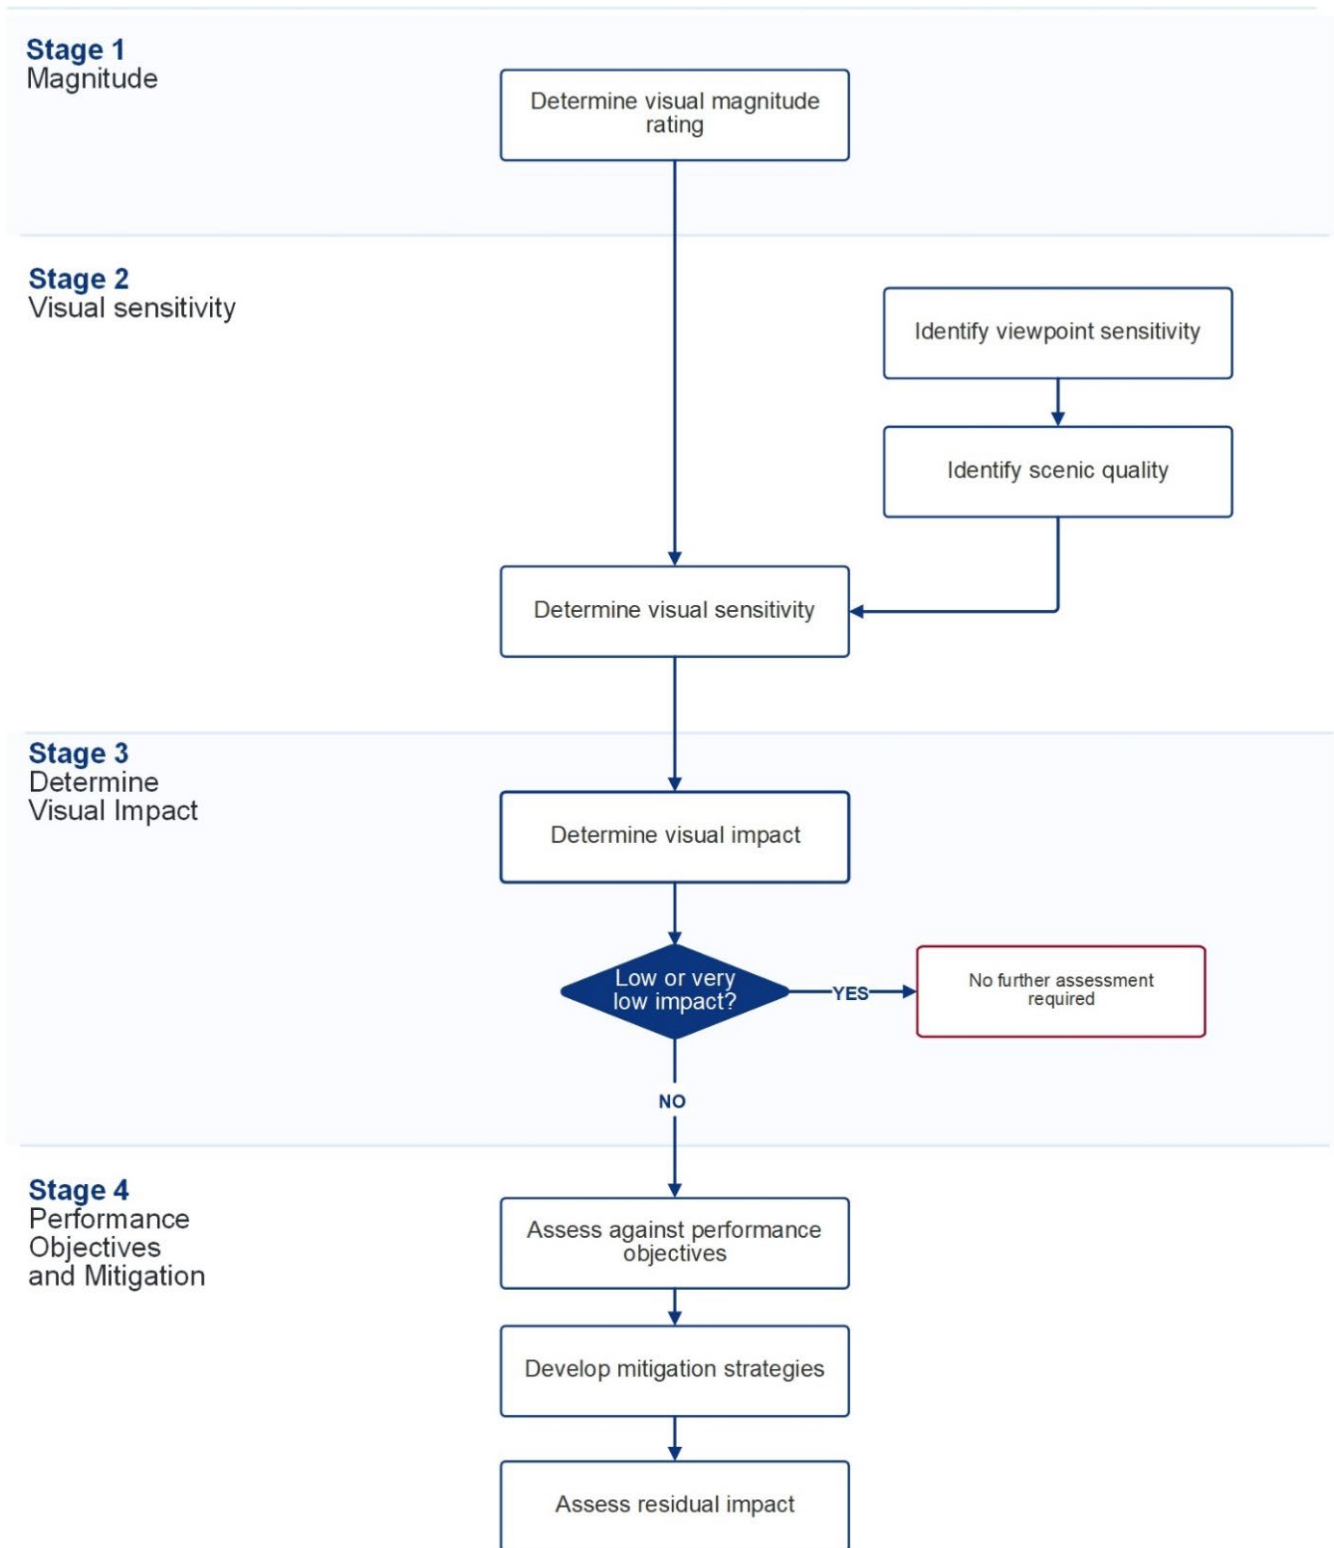 Stage 1
Magnitude
Determine visual magnitude
rating
Stage 2
Visual sensitivity
Identify viewpoint sensitivity
Identify scenic quality
Determine visual sensitivity
Stage 3
Determine
Visual Impact
Determine visual impact
Low or very
low impact?
YES
No further assessment
required
NO
Stage 4
Performance
Objectives
and Mitigation
Assess against performance
objectives
Develop mitigation strategies
Assess residual impact